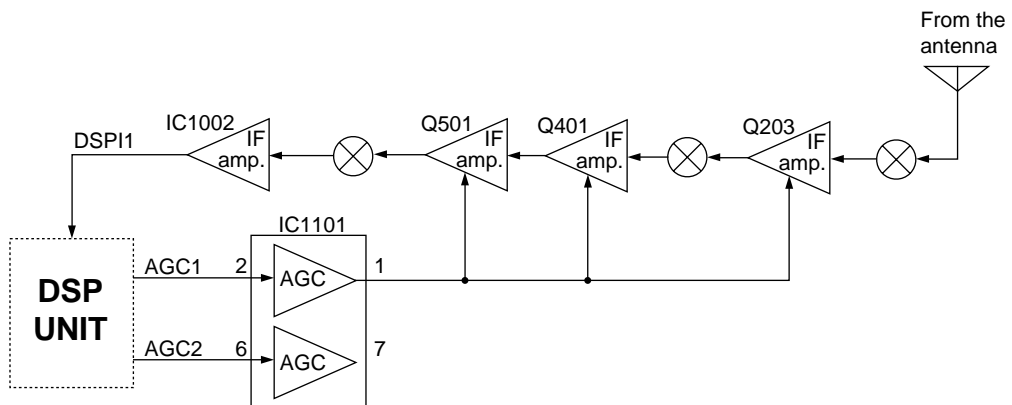 From the
antenna
IC1002
Q501
Q401
Q203
DSPI1
IF
amp.
IF
amp.
IF
amp.
IF
amp.
IC1101
DSP
UNIT
AGC1
2
AGC
1
AGC2
6
AGC
7